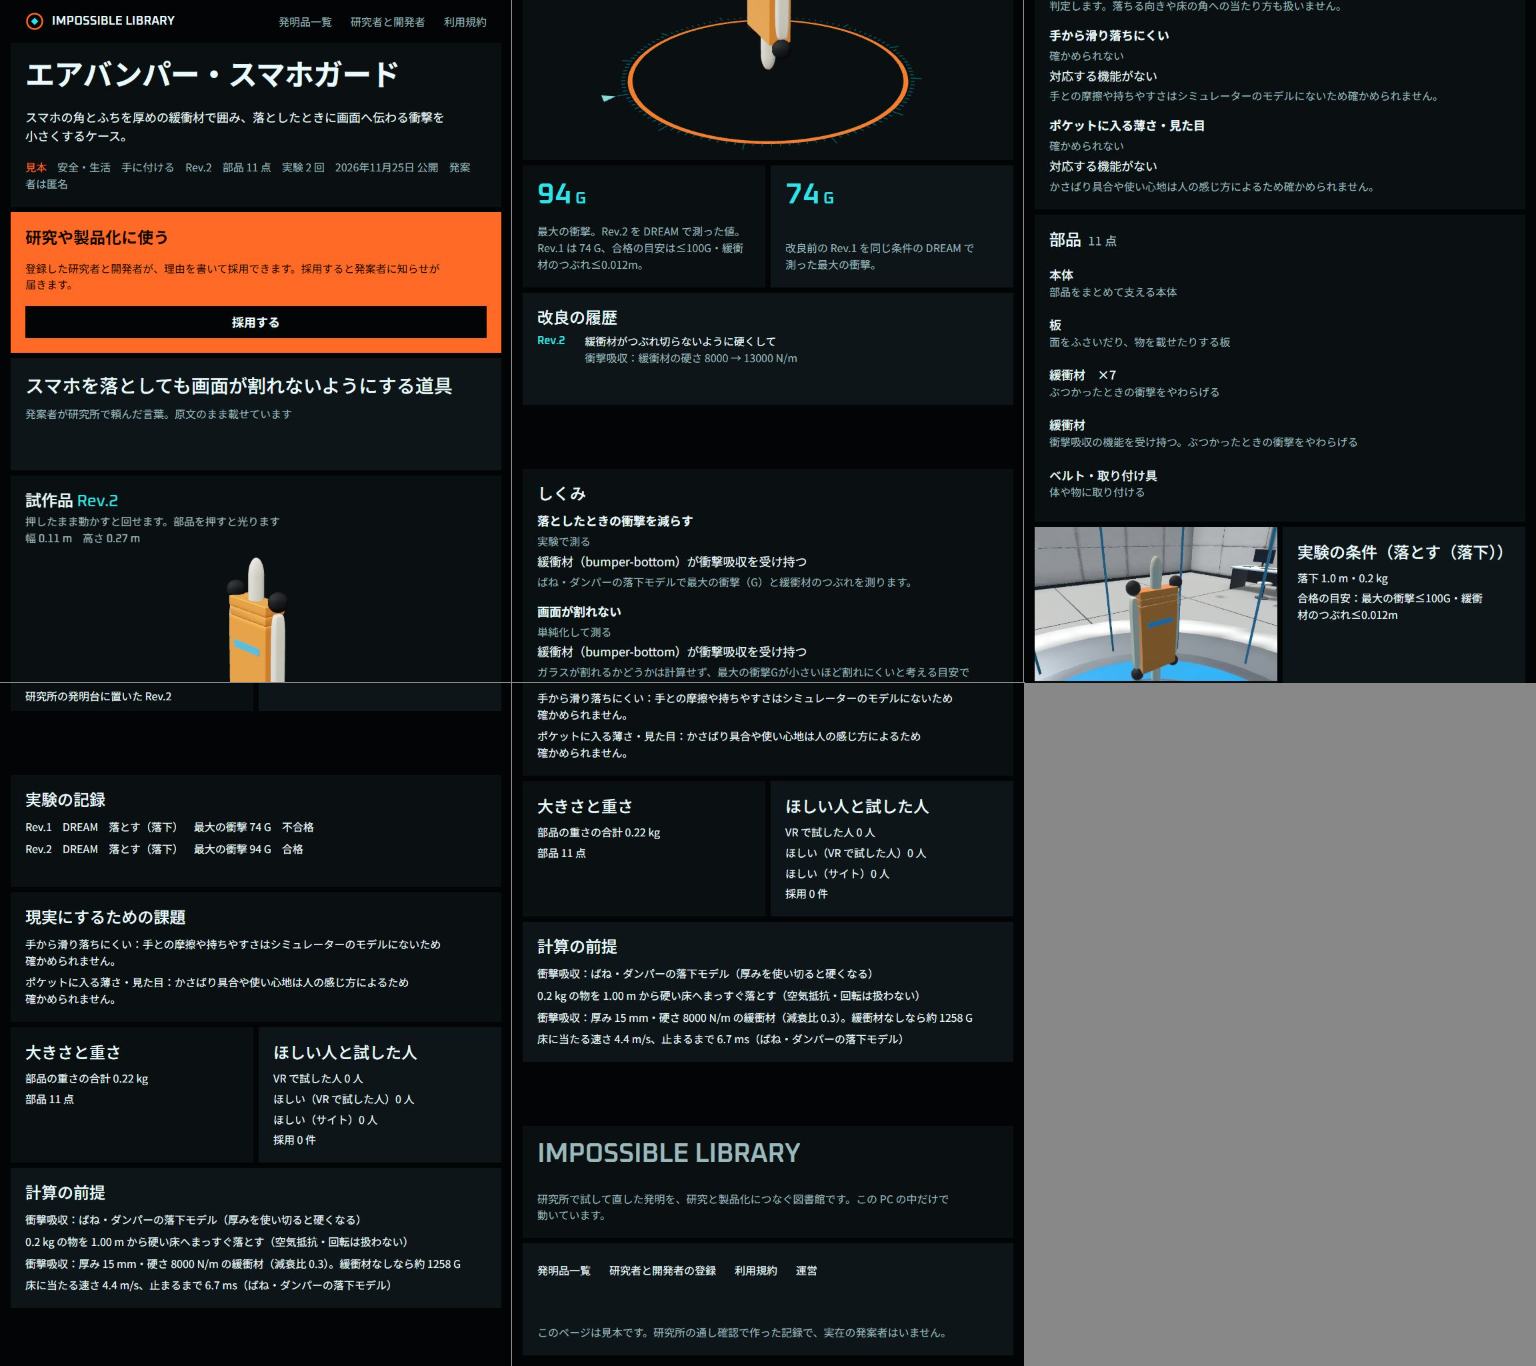 IMPOSSIBLE LIBRARY
発明品一覧 研究者と開発者 利用規約
エアバンパー・スマホガード
スマホの角とふちを厚めの緩衝材で囲み、落としたときに画面へ伝わる衝撃を
小さくするケース。
見本 安全・生活 手に付ける Rev.2 部品 11 点 実験 2 回 2026年11月25日 公開 発案
者は匿名
研究や製品化に使う
登録した研究者と開発者が、理由を書いて採用できます。採用すると発案者に知らせが
届きます。
採用する
スマホを落としても画面が割れないようにする道具
発案者が研究所で頼んだ言葉。原文のまま載せています
試作品 Rev.2
押したまま動かすと回せます。部品を押すと光ります
幅 0.11 m 高さ 0.27 m
94 G
最大の衝撃。Rev.2 を DREAM で測った値。
Rev.1 は 74 G、合格の目安は≤100G・緩衝
材のつぶれ≤0.012m。
74 G
改良前の Rev.1 を同じ条件の DREAM で
測った最大の衝撃。
改良の履歴
Rev.2 緩衝材がつぶれ切らないように硬くして
衝撃吸収：緩衝材の硬さ 8000 → 13000 N/m
しくみ
落としたときの衝撃を減らす
実験で測る
緩衝材（bumper-bottom）が衝撃吸収を受け持つ
ばね・ダンパーの落下モデルで最大の衝撃（G）と緩衝材のつぶれを測ります。
画面が割れない
単純化して測る
緩衝材（bumper-bottom）が衝撃吸収を受け持つ
ガラスが割れるかどうかは計算せず、最大の衝撃Gが小さいほど割れにくいと考える目安で
判定します。落ちる向きや床の角への当たり方も扱いません。
手から滑り落ちにくい
確かめられない
対応する機能がない
手との摩擦や持ちやすさはシミュレーターのモデルにないため確かめられません。
ポケットに入る薄さ・見た目
確かめられない
対応する機能がない
かさばり具合や使い心地は人の感じ方によるため確かめられません。
部品 11 点
本体
部品をまとめて支える本体
板
面をふさいだり、物を載せたりする板
緩衝材 ×7
ぶつかったときの衝撃をやわらげる
緩衝材
衝撃吸収の機能を受け持つ。ぶつかったときの衝撃をやわらげる
ベルト・取り付け具
体や物に取り付ける
実験の条件（落とす（落下））
落下 1.0 m・0.2 kg
合格の目安：最大の衝撃≤100G・緩衝
材のつぶれ≤0.012m
研究所の発明台に置いた Rev.2
実験の記録
Rev.1 DREAM 落とす（落下） 最大の衝撃 74 G 不合格
Rev.2 DREAM 落とす（落下） 最大の衝撃 94 G 合格
現実にするための課題
手から滑り落ちにくい：手との摩擦や持ちやすさはシミュレーターのモデルにないため
確かめられません。
ポケットに入る薄さ・見た目：かさばり具合や使い心地は人の感じ方によるため
確かめられません。
大きさと重さ
部品の重さの合計 0.22 kg
部品 11 点
ほしい人と試した人
VR で試した人 0 人
ほしい（VR で試した人）0 人
ほしい（サイト）0 人
採用 0 件
計算の前提
衝撃吸収：ばね・ダンパーの落下モデル（厚みを使い切ると硬くなる）
0.2 kg の物を 1.00 m から硬い床へまっすぐ落とす（空気抵抗・回転は扱わない）
衝撃吸収：厚み 15 mm・硬さ 8000 N/m の緩衝材（減衰比 0.3）。緩衝材なしなら約 1258 G
床に当たる速さ 4.4 m/s、止まるまで 6.7 ms（ばね・ダンパーの落下モデル）
手から滑り落ちにくい：手との摩擦や持ちやすさはシミュレーターのモデルにないため
確かめられません。
ポケットに入る薄さ・見た目：かさばり具合や使い心地は人の感じ方によるため
確かめられません。
大きさと重さ
部品の重さの合計 0.22 kg
部品 11 点
ほしい人と試した人
VR で試した人 0 人
ほしい（VR で試した人）0 人
ほしい（サイト）0 人
採用 0 件
計算の前提
衝撃吸収：ばね・ダンパーの落下モデル（厚みを使い切ると硬くなる）
0.2 kg の物を 1.00 m から硬い床へまっすぐ落とす（空気抵抗・回転は扱わない）
衝撃吸収：厚み 15 mm・硬さ 8000 N/m の緩衝材（減衰比 0.3）。緩衝材なしなら約 1258 G
床に当たる速さ 4.4 m/s、止まるまで 6.7 ms（ばね・ダンパーの落下モデル）
IMPOSSIBLE LIBRARY
研究所で試して直した発明を、研究と製品化につなぐ図書館です。この PC の中だけで
動いています。
発明品一覧 研究者と開発者の登録 利用規約 運営
このページは見本です。研究所の通し確認で作った記録で、実在の発案者はいません。